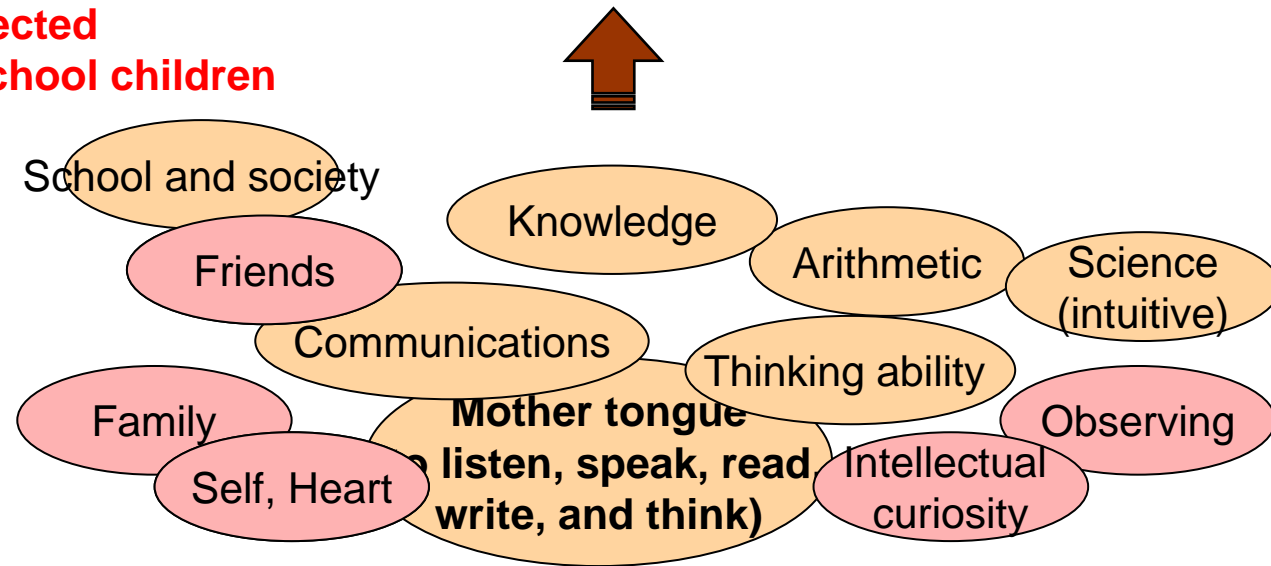 ected
chool children
School and society
Knowledge
Friends
Arithmetic
Science
(intuitive)
Communications
Thinking ability
Family
Mother tongue
Observing
Self, Heart
o listen, speak, read,
write, and think)
Intellectual
curiosity